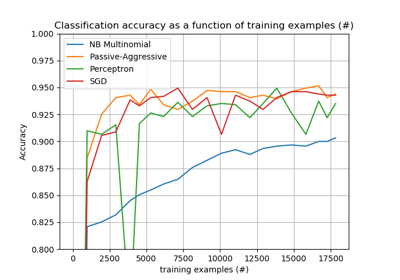 Classification accuracy as a function of training examples (#)
NB Multinomial
Passive-Aggressive
Perceptron
SGD
Accuracy
1.000
0.975
0.950
0.925
0.900
0.875
0.850
0.825
0.800
0 2500 5000 7500 10000 12500 15000 17500
training examples (#)